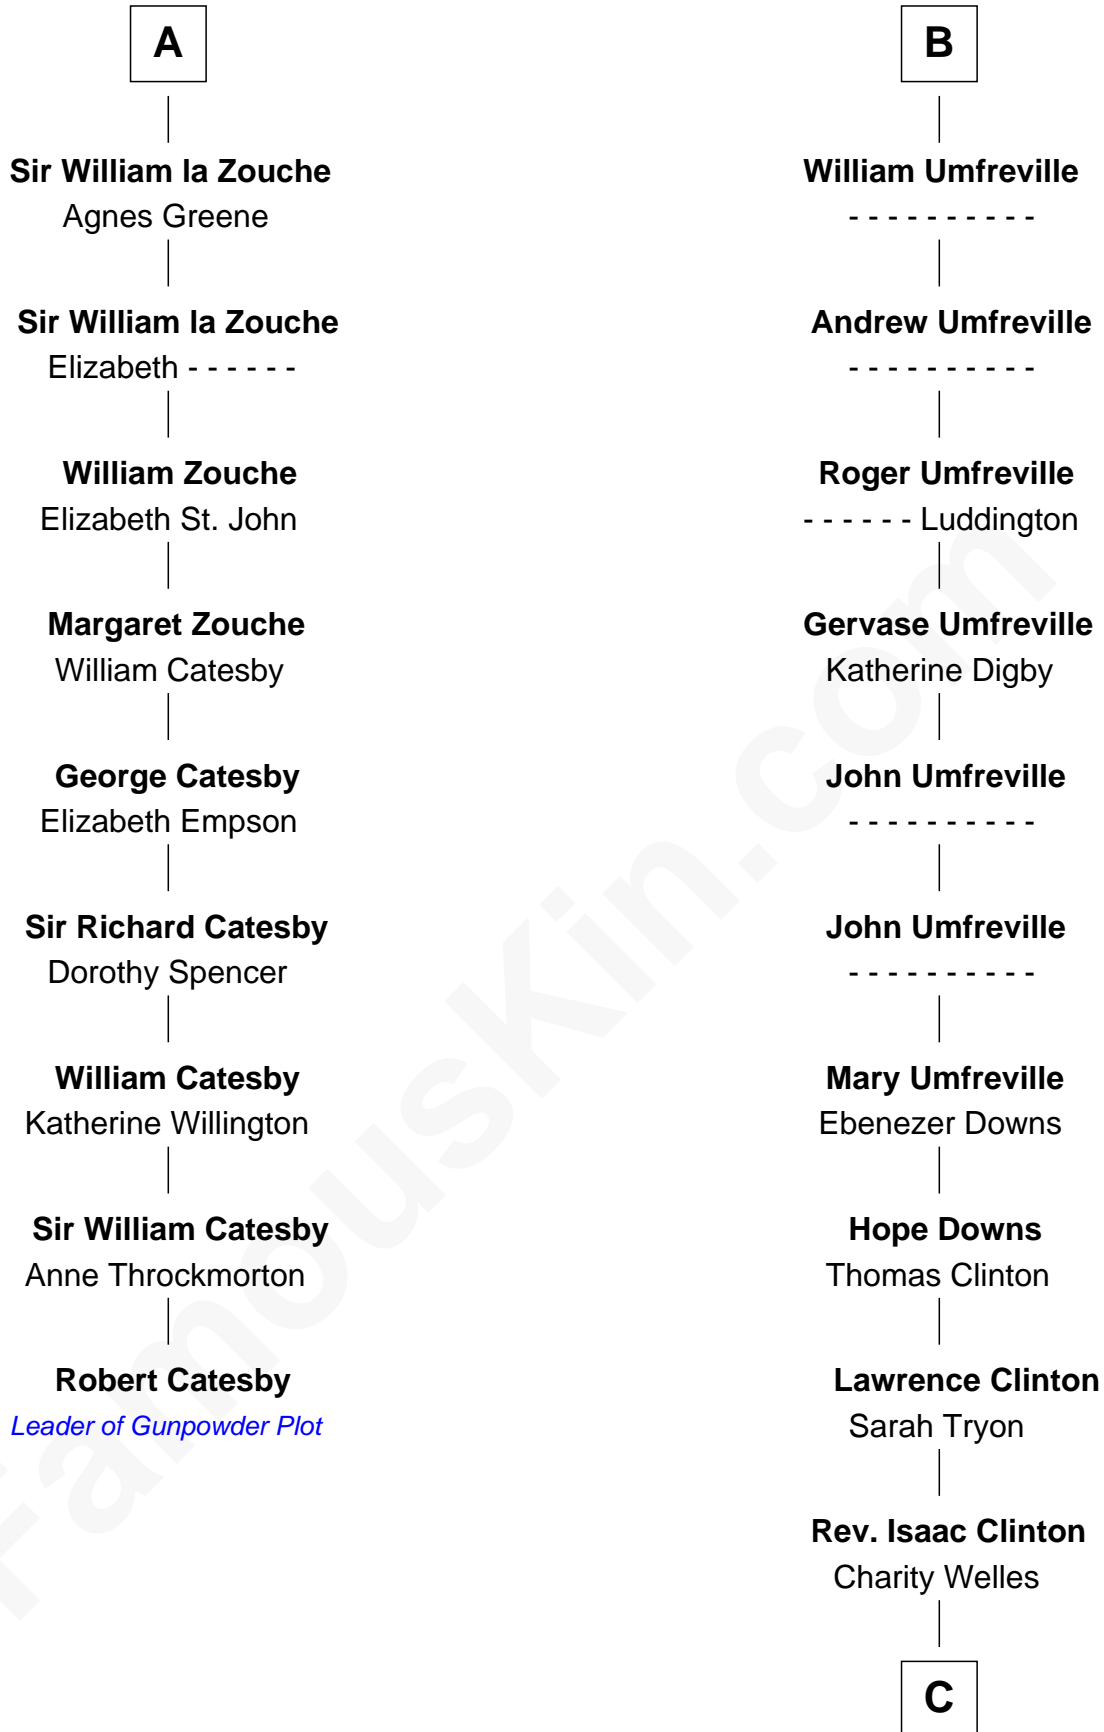 A
Sir William la Zouche
Agnes Greene
Sir William la Zouche
Elizabeth - - - - - -
William Zouche
Elizabeth St. John
Margaret Zouche
William Catesby
George Catesby
Elizabeth Empson
Sir Richard Catesby
Dorothy Spencer
William Catesby
Katherine Willington
Sir William Catesby
Anne Throckmorton
Robert Catesby
Leader of Gunpowder Plot
B
William Umfreville
- - - - - - - - - -
Andrew Umfreville
- - - - - - - - - -
Roger Umfreville
- - - - - - Luddington
Gervase Umfreville
Katherine Digby
John Umfreville
- - - - - - - - - -
John Umfreville
- - - - - - - - - -
Mary Umfreville
Ebenezer Downs
Hope Downs
Thomas Clinton
Lawrence Clinton
Sarah Tryon
Rev. Isaac Clinton
Charity Welles
C
FamousKin.com